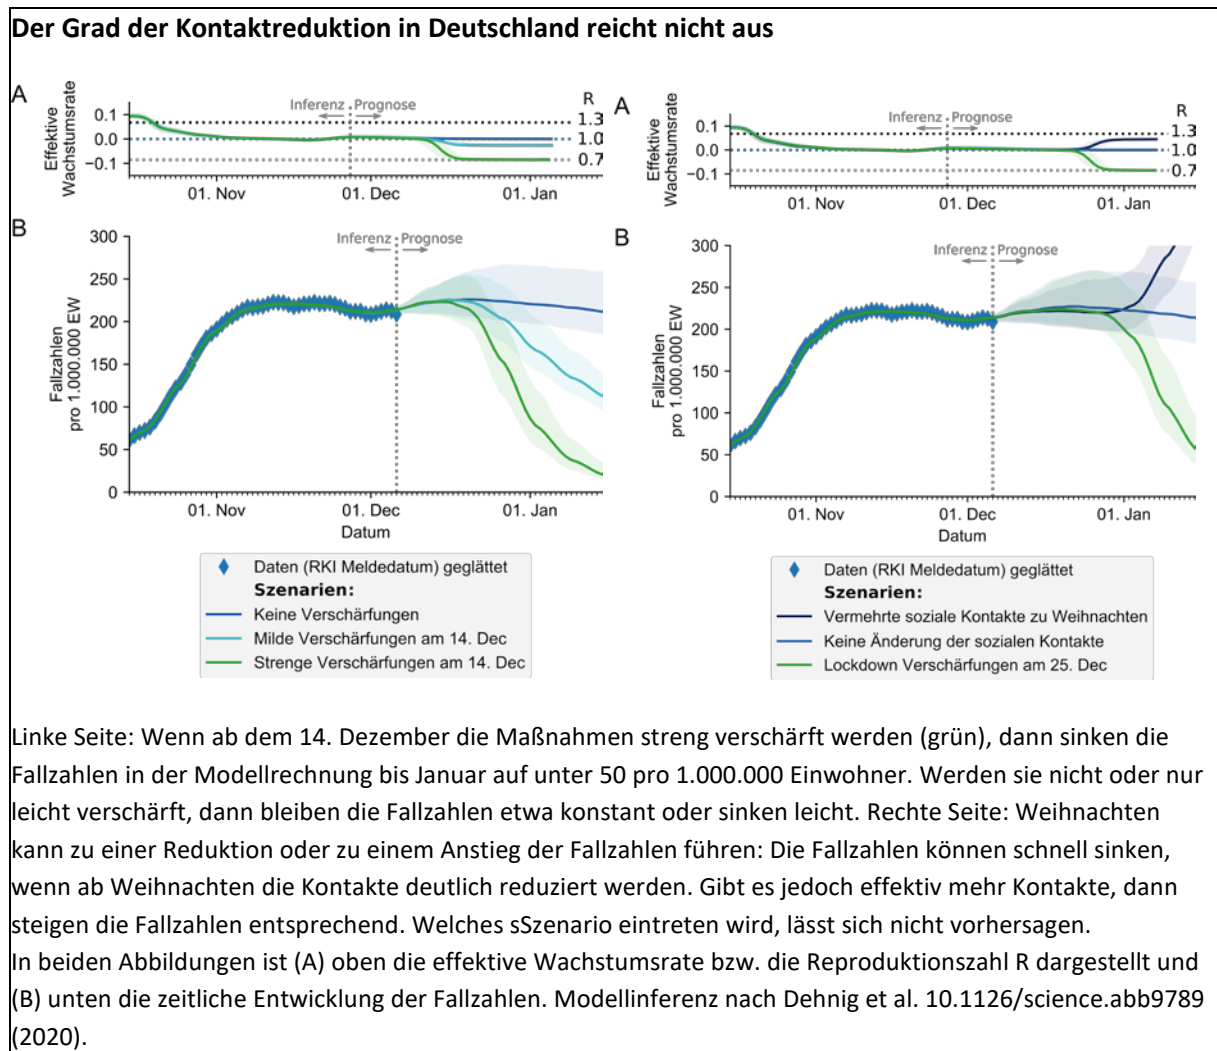 Der Grad der Kontaktreduktion in Deutschland reicht nicht aus
A
Effektive
Wachstumsrate
0.1
0.0
−0.1
Inferenz
Prognose
R
1.3
1.0
0.7
01. Nov
01. Dec
01. Jan
B
Fallzahlen
pro 1.000.000 EW
300
250
200
150
100
50
0
Inferenz
Prognose
01. Nov
01. Dec
01. Jan
Datum
Daten (RKI Meldedatum) geglättet
Szenarien:
Keine Verschärfungen
Milde Verschärfungen am 14. Dec
Strenge Verschärfungen am 14. Dec
A
Effektive
Wachstumsrate
0.1
0.0
−0.1
Inferenz
Prognose
R
1.3
1.0
0.7
01. Nov
01. Dec
01. Jan
B
Fallzahlen
pro 1.000.000 EW
300
250
200
150
100
50
0
Inferenz
Prognose
01. Nov
01. Dec
01. Jan
Datum
Daten (RKI Meldedatum) geglättet
Szenarien:
Vermehrte soziale Kontakte zu Weihnachten
Keine Änderung der sozialen Kontakte
Lockdown Verschärfungen am 25. Dec
Linke Seite: Wenn ab dem 14. Dezember die Maßnahmen streng verschärft werden (grün), dann sinken die
Fallzahlen in der Modellrechnung bis Januar auf unter 50 pro 1.000.000 Einwohner. Werden sie nicht oder nur
leicht verschärft, dann bleiben die Fallzahlen etwa konstant oder sinken leicht. Rechte Seite: Weihnachten
kann zu einer Reduktion oder zu einem Anstieg der Fallzahlen führen: Die Fallzahlen können schnell sinken,
wenn ab Weihnachten die Kontakte deutlich reduziert werden. Gibt es jedoch effektiv mehr Kontakte, dann
steigen die Fallzahlen entsprechend. Welches sSzenario eintreten wird, lässt sich nicht vorhersagen.
In beiden Abbildungen ist (A) oben die effektive Wachstumsrate bzw. die Reproduktionszahl R dargestellt und
(B) unten die zeitliche Entwicklung der Fallzahlen. Modellinferenz nach Dehnig et al. 10.1126/science.abb9789
(2020).